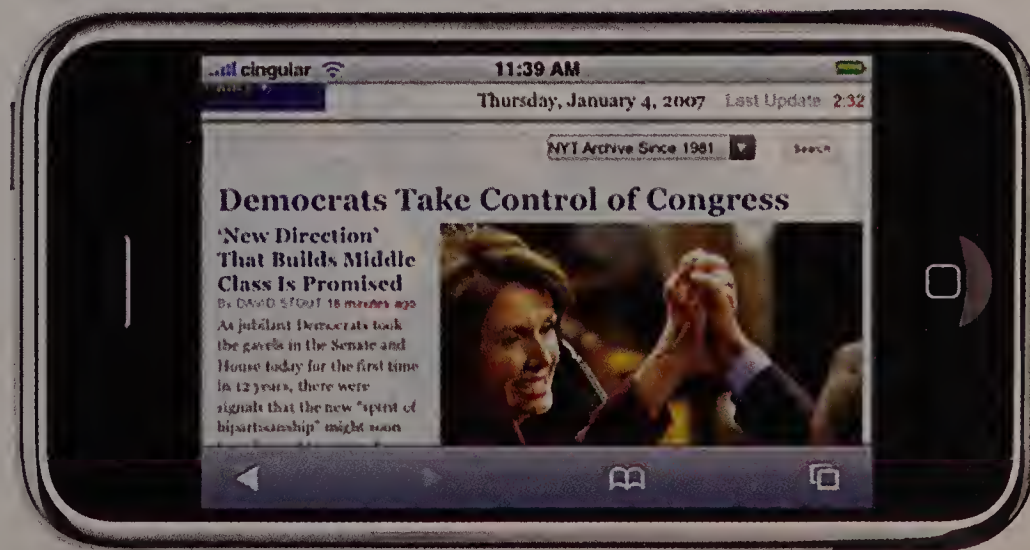 cingular
11:39 AM
Thursday, January 4, 2007 Last Update 2:32
NYT Archive Since 1981
Search
Democrats Take Control of Congress
'New Direction'
That Builds Middle
Class Is Promised
By DAVID STOUT 18 minutes ago
As jubilant Democrats took
the gavels in the Senate and
House today for the first time
in 12 years, there were
signals that the new "spirit of
bipartisanship" might soon